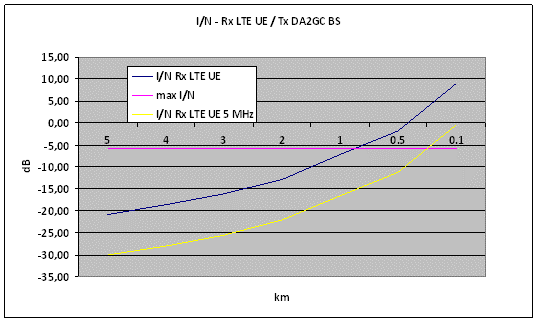 I/N - Rx LTE UE / Tx DA2GC BS
15,00
10,00
5,00
0,00
-5,00
-10,00
-15,00
-20,00
-25,00
-30,00
-35,00
dB
I/N Rx LTE UE
max I/N
I/N Rx LTE UE 5 MHz
5 4 3 2 1 0.5 0.1
km